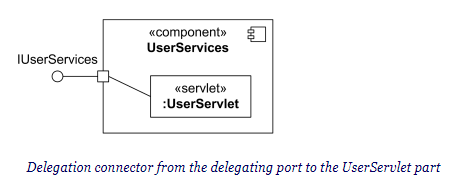 «component»
UserServices
IUserServices
«servlet»
:UserServlet
Delegation connector from the delegating port to the UserServlet part